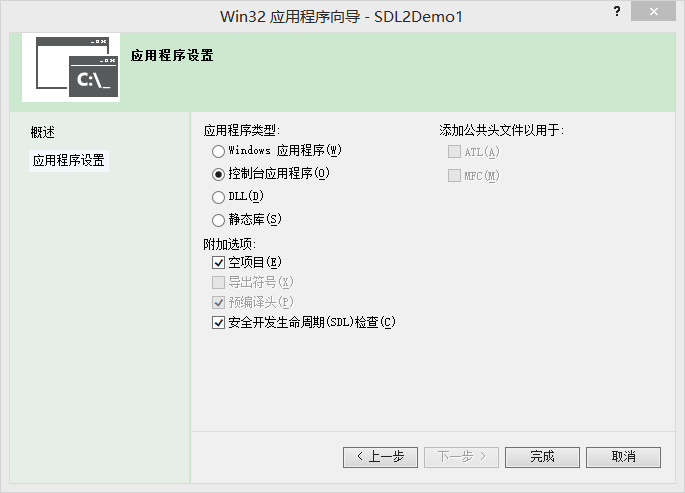 Win32 应用程序向导 - SDL2Demo1
?
×
C:\_
应用程序设置
概述
应用程序设置
应用程序类型:
Windows 应用程序(W)
控制台应用程序(O)
DLL(D)
静态库(S)
附加选项:
空项目(E)
导出符号(X)
预编译头(P)
安全开发生命周期(SDL)检查(C)
添加公共头文件以用于:
ATL(A)
MFC(M)
< 上一步
下一步 >
完成
取消